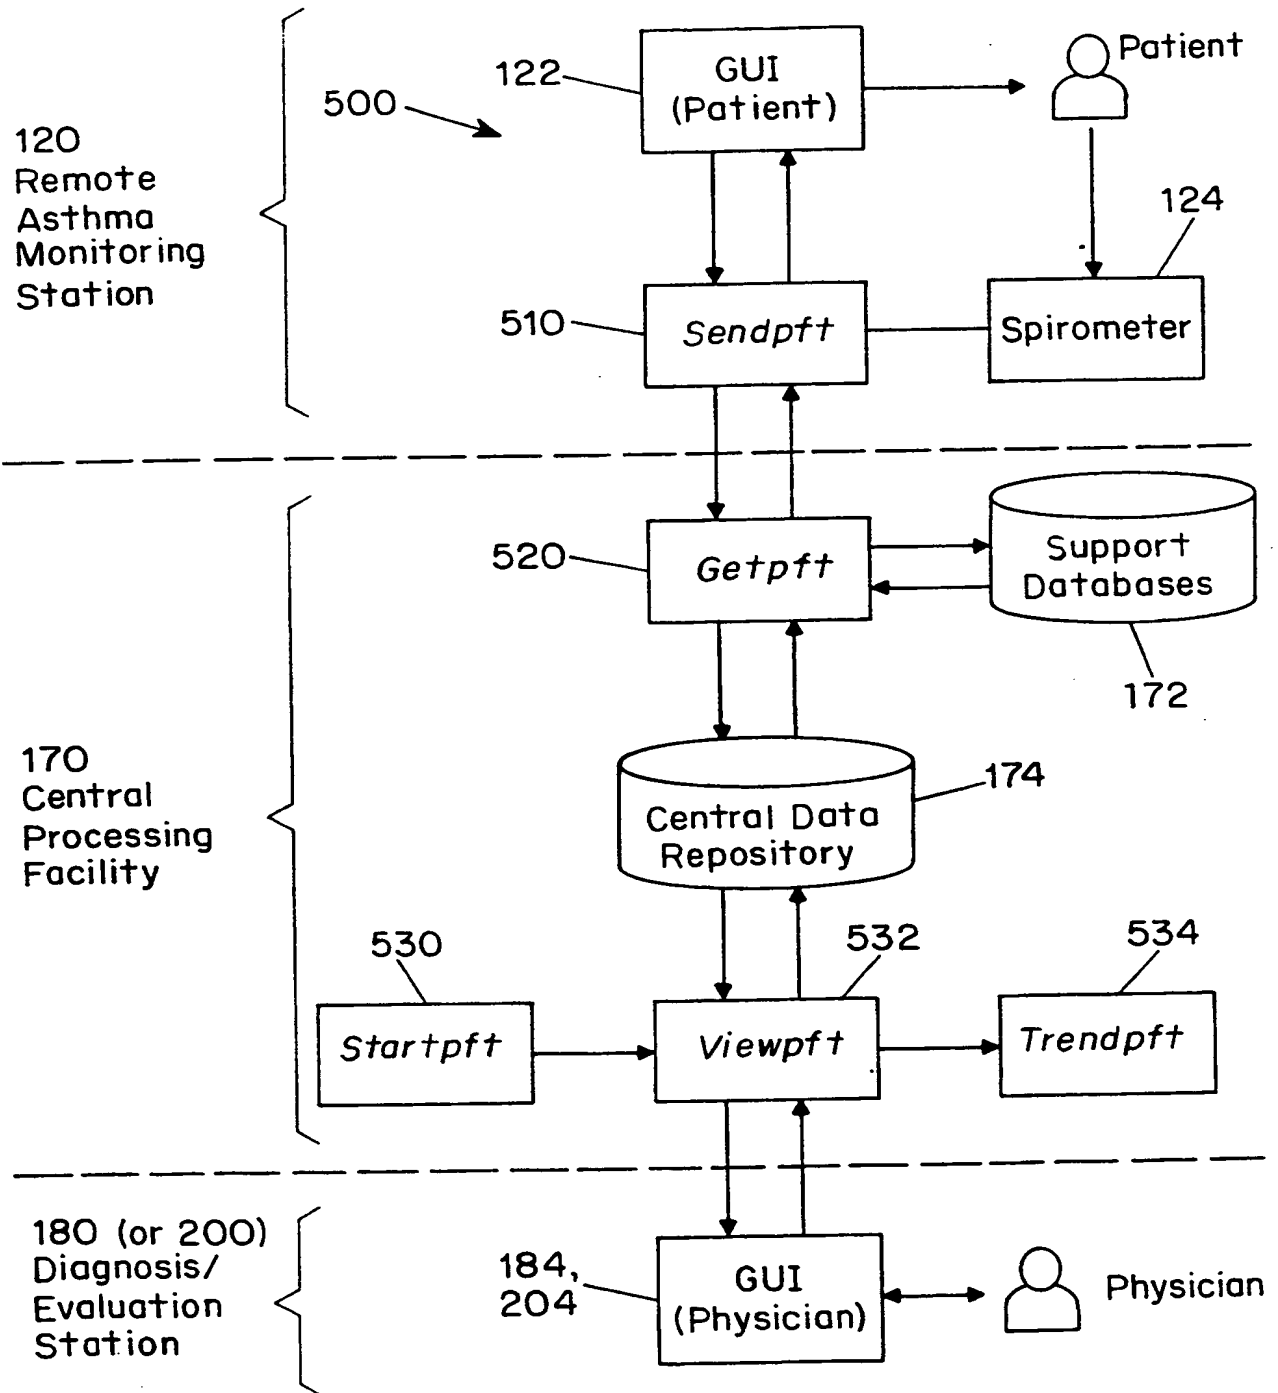 Patient
GUI
(Patient)
122
500
120
Remote
Asthma
Monitoring
Station
124
510
Sendpft
Spirometer
520
Getpft
Support
Databases
172
170
Central
Processing
Facility
174
Central Data
Repository
530
532
534
Startpft
Viewpft
Trendpft
180 (or 200)
Diagnosis/
Evaluation
Station
184,
204
GUI
(Physician)
Physician